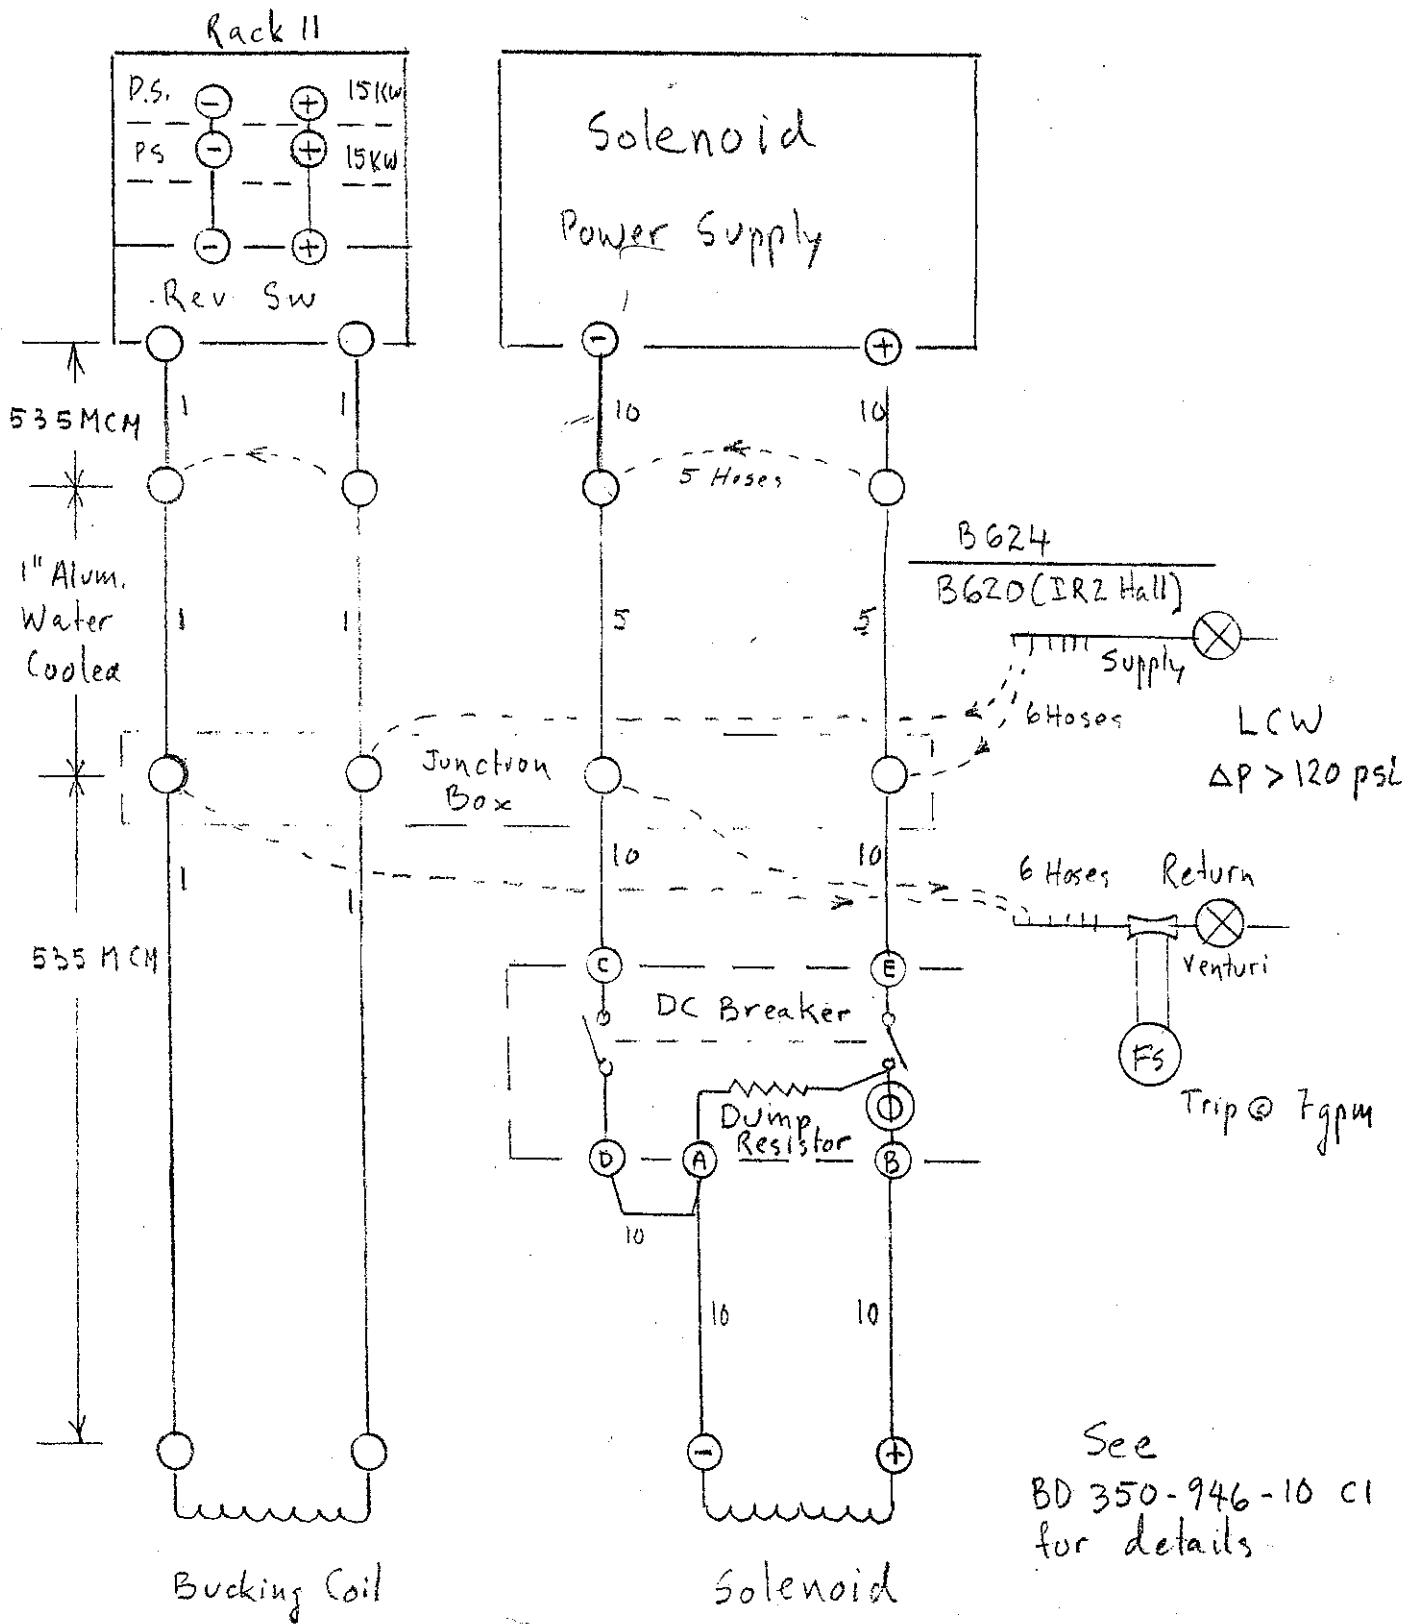 Rack 11
P.S. - + 15KW
PS - + 15KW
- +
Rev. Sw
Solenoid
Power Supply
- +
535 MCM
1 1
10 10
5 Hoses
1" Alum.
Water
Cooled
1 1
5 5
B624
B620 (IR2 Hall)
Supply
6 Hoses
LCW
ΔP > 120 psi
Junction
Box
1 1
10 10
6 Hoses
Return
Venturi
FS
Trip @ 7gpm
535 MCM
C E
DC Breaker
Dump
Resistor
D A B
10
10 10
- +
Bucking Coil
Solenoid
See
BD 350-946-10 C1
for details